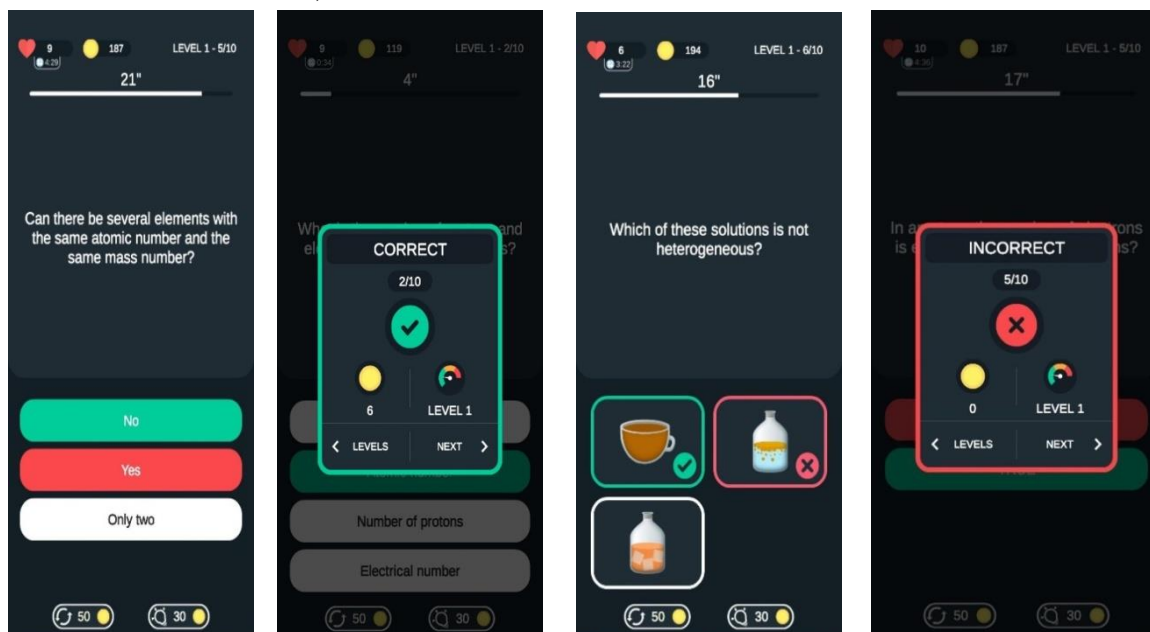 9 187 LEVEL 1 - 5/10
4:29
21"
Can there be several elements with
the same atomic number and the
same mass number?
No
Yes
Only two
50 30
9 119 LEVEL 1 - 2/10
0:34
4"
and
CORRECT
2/10
6 LEVEL 1
LEVELS NEXT
Number of protons
Electrical number
50 30
6 194 LEVEL 1 - 6/10
3:22
16"
Which of these solutions is not
heterogeneous?
50 30
10 187 LEVEL 1 - 5/10
4:36
17"
In
is
INCORRECT
5/10
0 LEVEL 1
LEVELS NEXT
50 30